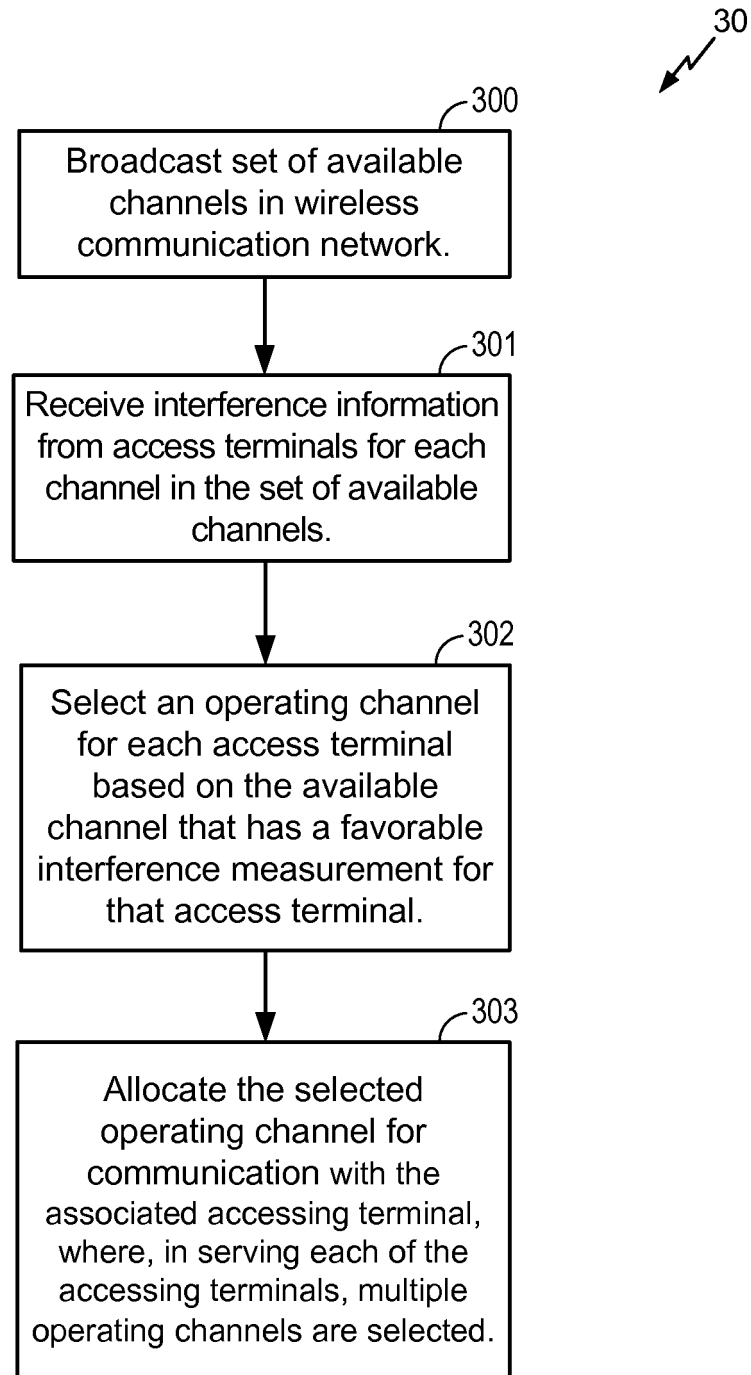 30
300
Broadcast set of available
channels in wireless
communication network.
301
Receive interference information
from access terminals for each
channel in the set of available
channels.
302
Select an operating channel
for each access terminal
based on the available
channel that has a favorable
interference measurement for
that access terminal.
303
Allocate the selected
operating channel for
communication with the
associated accessing terminal,
where, in serving each of the
accessing terminals, multiple
operating channels are selected.